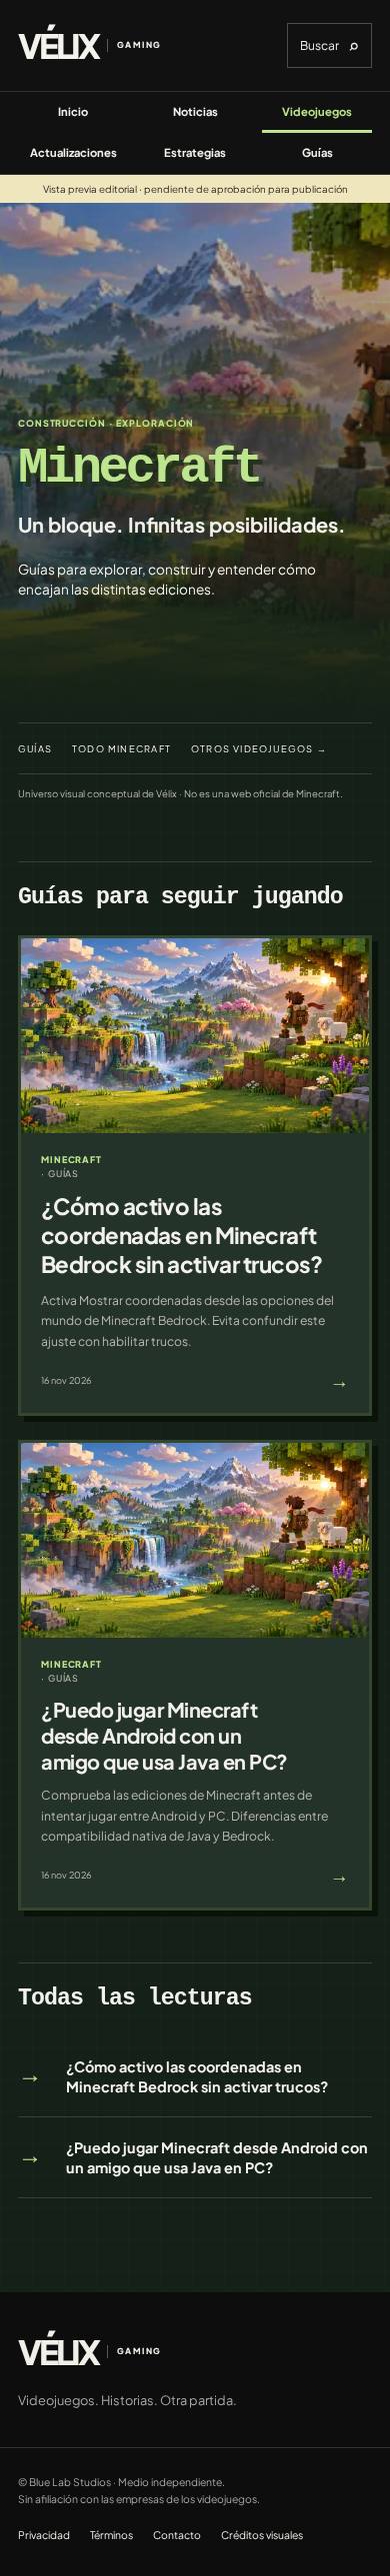 VÉLIX GAMING
Buscar ⌕
Inicio Noticias Videojuegos
Actualizaciones Estrategias Guías
Vista previa editorial · pendiente de aprobación para publicación
CONSTRUCCIÓN · EXPLORACIÓN
Minecraft
Un bloque. Infinitas posibilidades.
Guías para explorar, construir y entender cómo
encajan las distintas ediciones.
GUÍAS TODO MINECRAFT OTROS VIDEOJUEGOS →
Universo visual conceptual de Vélix · No es una web oficial de Minecraft.
Guías para seguir jugando
MINECRAFT
· GUÍAS
¿Cómo activo las
coordenadas en Minecraft
Bedrock sin activar trucos?
Activa Mostrar coordenadas desde las opciones del
mundo de Minecraft Bedrock. Evita confundir este
ajuste con habilitar trucos.
16 nov 2026 →
MINECRAFT
· GUÍAS
¿Puedo jugar Minecraft
desde Android con un
amigo que usa Java en PC?
Comprueba las ediciones de Minecraft antes de
intentar jugar entre Android y PC. Diferencias entre
compatibilidad nativa de Java y Bedrock.
16 nov 2026 →
Todas las lecturas
→ ¿Cómo activo las coordenadas en
Minecraft Bedrock sin activar trucos?
→ ¿Puedo jugar Minecraft desde Android con
un amigo que usa Java en PC?
VÉLIX GAMING
Videojuegos. Historias. Otra partida.
© Blue Lab Studios · Medio independiente.
Sin afiliación con las empresas de los videojuegos.
Privacidad Términos Contacto Créditos visuales